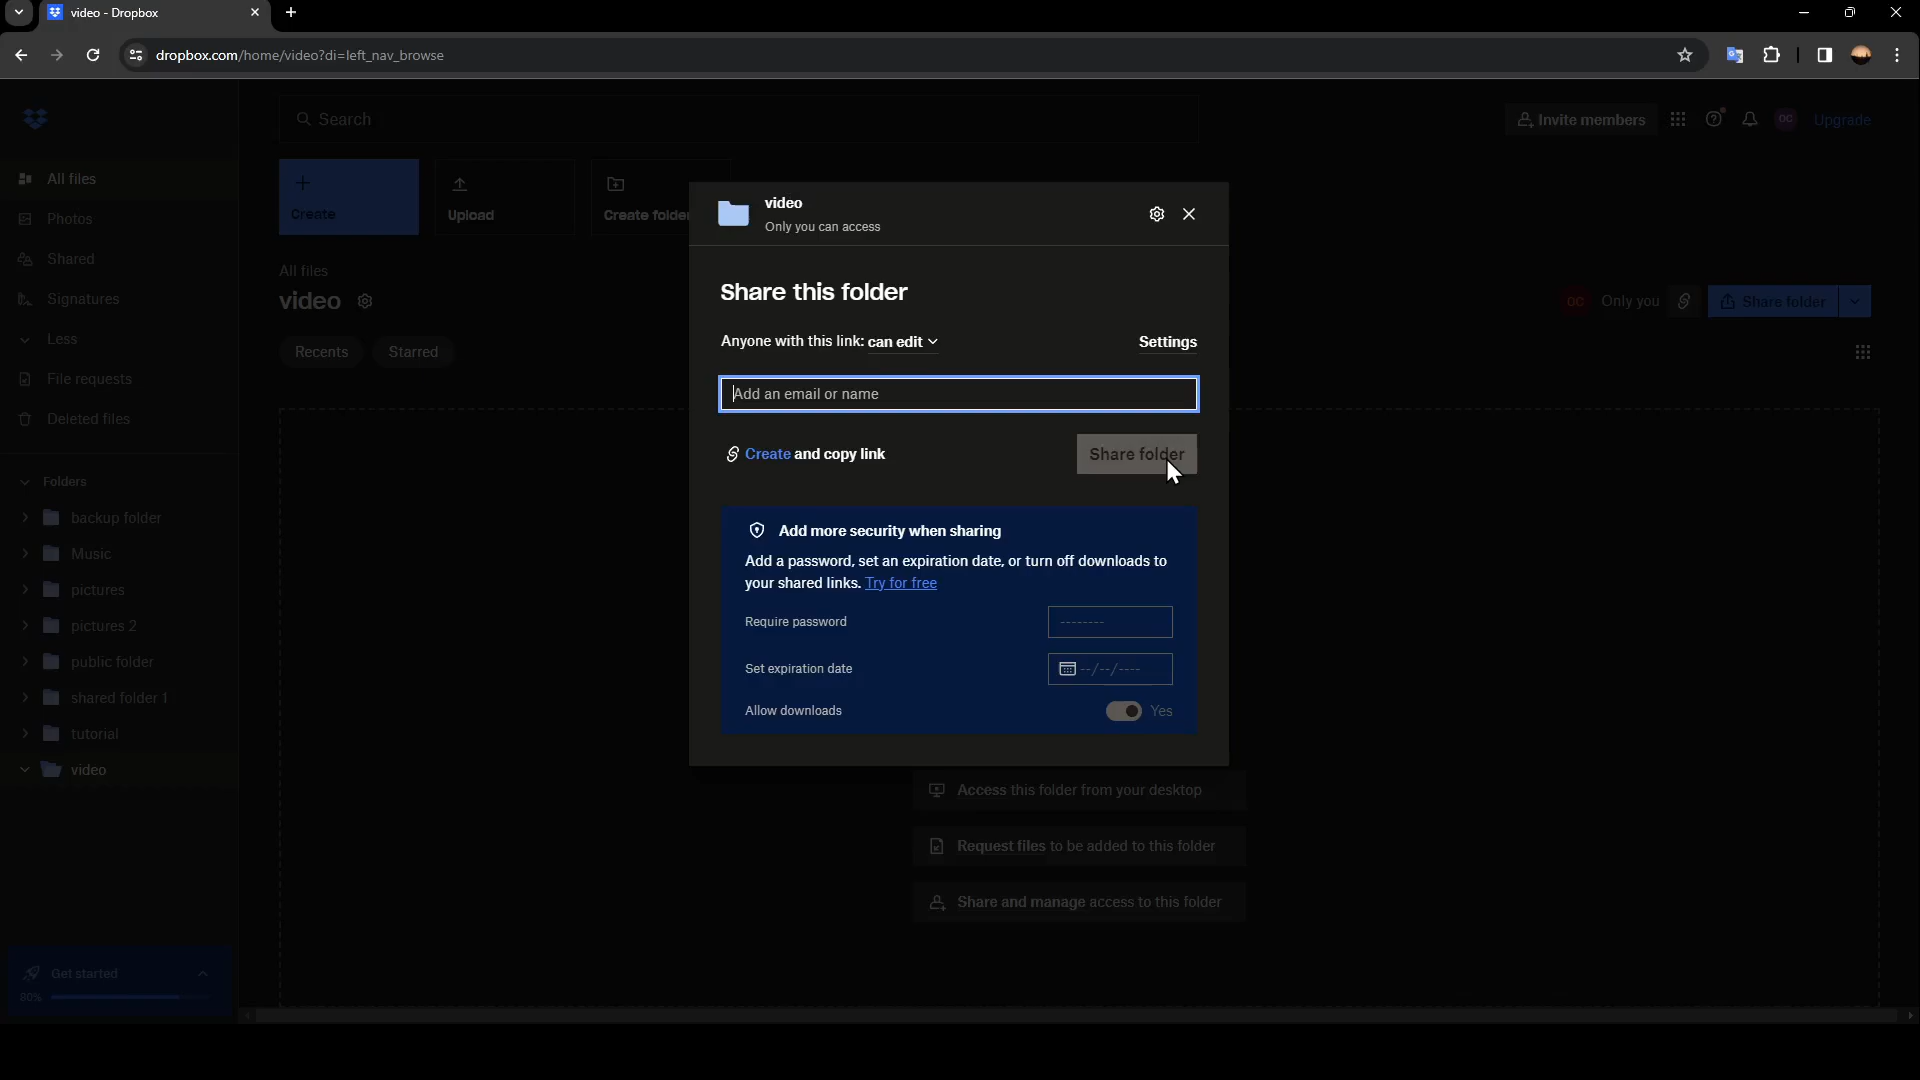 video - Dropbox
dropbox.com/home/video?di=left_nav_browse
Search
Invite members
OC
Upgrade
All files
Photos
Shared
Signatures
Less
File requests
Deleted files
Folders
backup folder
Music
pictures
pictures 2
public folder
shared folder 1
tutorial
video
Get started
80%
Create
Upload
Create folder
All files
video
Recents
Starred
OC
Only you
Share folder
video
Only you can access
Share this folder
Anyone with this link: can edit
Settings
Add an email or name
Create and copy link
Share folder
Add more security when sharing
Add a password, set an expiration date, or turn off downloads to
your shared links. Try for free
Require password
--------
Set expiration date
--/--/----
Allow downloads
Yes
Access this folder from your desktop
Request files to be added to this folder
Share and manage access to this folder